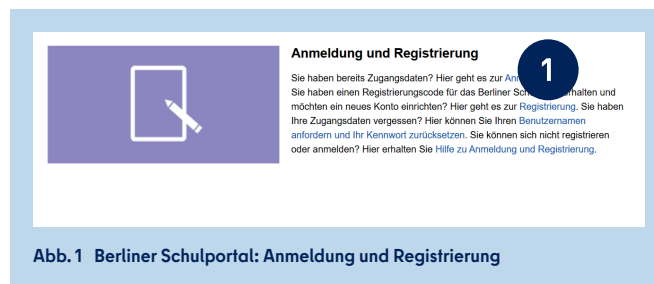 Anmeldung und Registrierung
1
Sie haben bereits Zugangsdaten? Hier geht es zur
Sie haben einen Registrierungscode für das Berliner und
möchten ein neues Konto einrichten? Hier geht es zur Registrierung. Sie haben
Ihre Zugangsdaten vergessen? Hier können Sie Ihren Benutzernamen
anfordern und Ihr Kennwort zurücksetzen. Sie können sich nicht registrieren
oder anmelden? Hier erhalten Sie Hilfe zu Anmeldung und Registrierung.
Abb. 1 Berliner Schulportal: Anmeldung und Registrierung